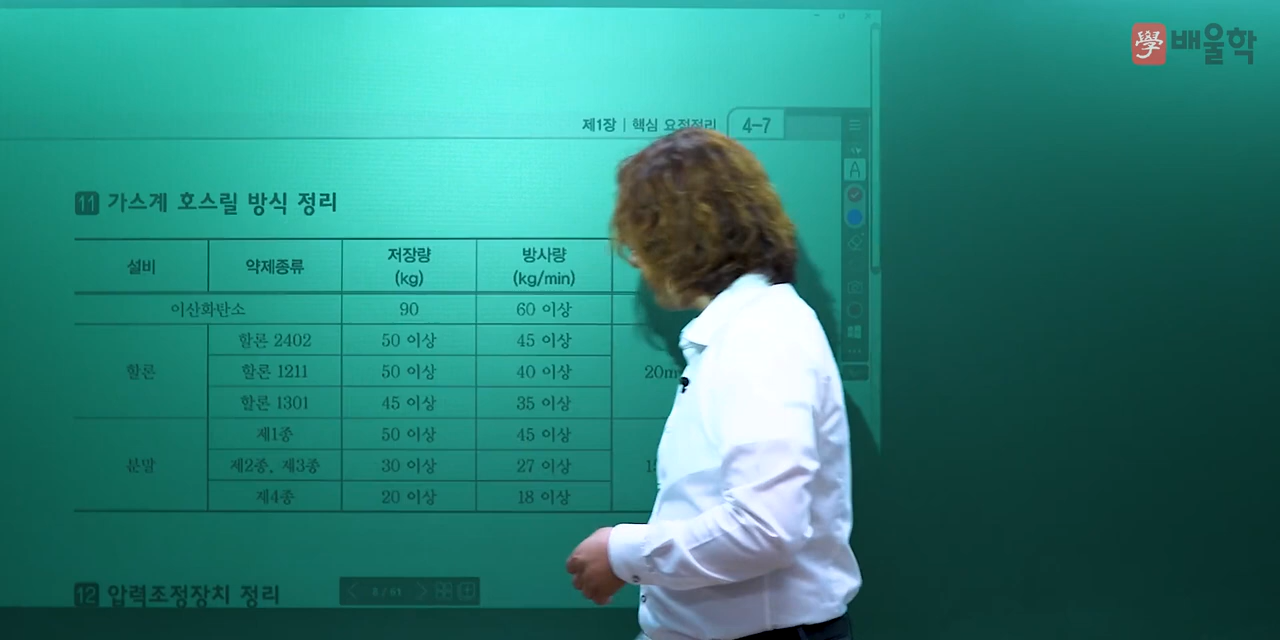 學 배울학
제1장 | 핵심 요점정리 4-7
11 가스계 호스릴 방식 정리
설비 약제종류 저장량 (kg) 방사량 (kg/min)
이산화탄소 90 60 이상
할론 할론 2402 50 이상 45 이상
할론 1211 50 이상 40 이상 20m
할론 1301 45 이상 35 이상
분말 제1종 50 이상 45 이상
제2종, 제3종 30 이상 27 이상
제4종 20 이상 18 이상
12 압력조정장치 정리